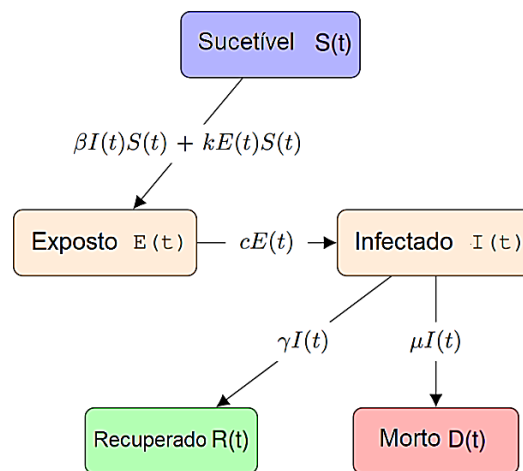 Sucetível S(t)
βI(t)S(t) + kE(t)S(t)
Exposto E(t)
cE(t)
Infectado I(t)
γI(t)
μI(t)
Recuperado R(t)
Morto D(t)